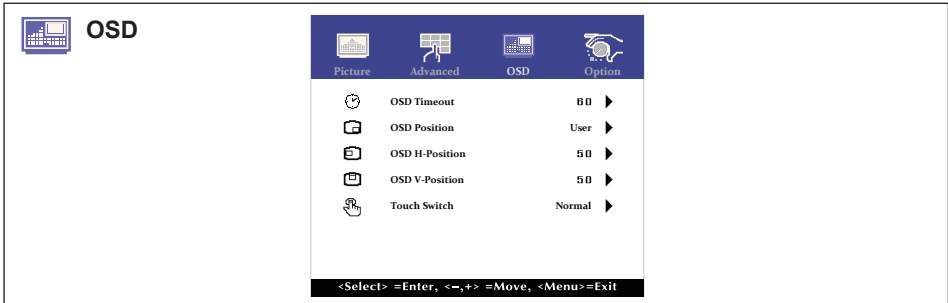 OSD
Picture Advanced OSD Option
OSD Timeout 60
OSD Position User
OSD H-Position 50
OSD V-Position 50
Touch Switch Normal
<Select> =Enter, <–,+> =Move, <Menu>=Exit